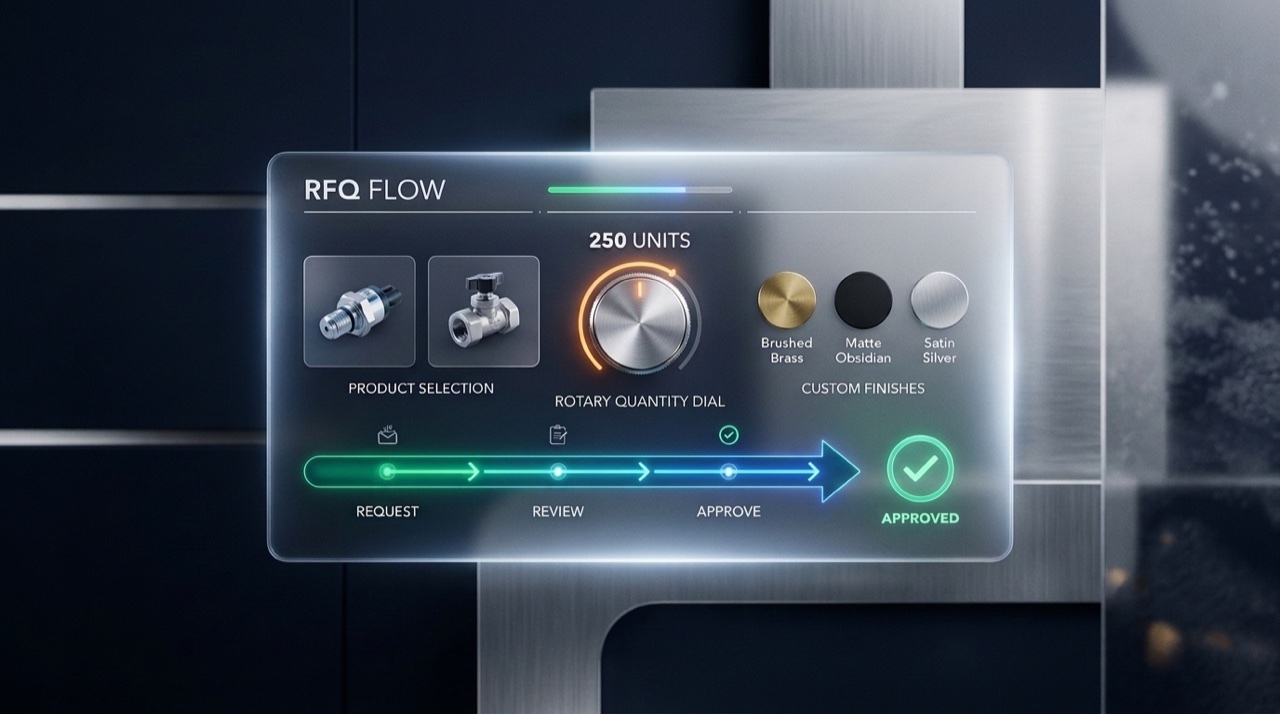 RFQ FLOW
250 UNITS
PRODUCT SELECTION
ROTARY QUANTITY DIAL
Brushed
Brass
Matte
Obsidian
Satin
Silver
CUSTOM FINISHES
REQUEST
REVIEW
APPROVE
APPROVED